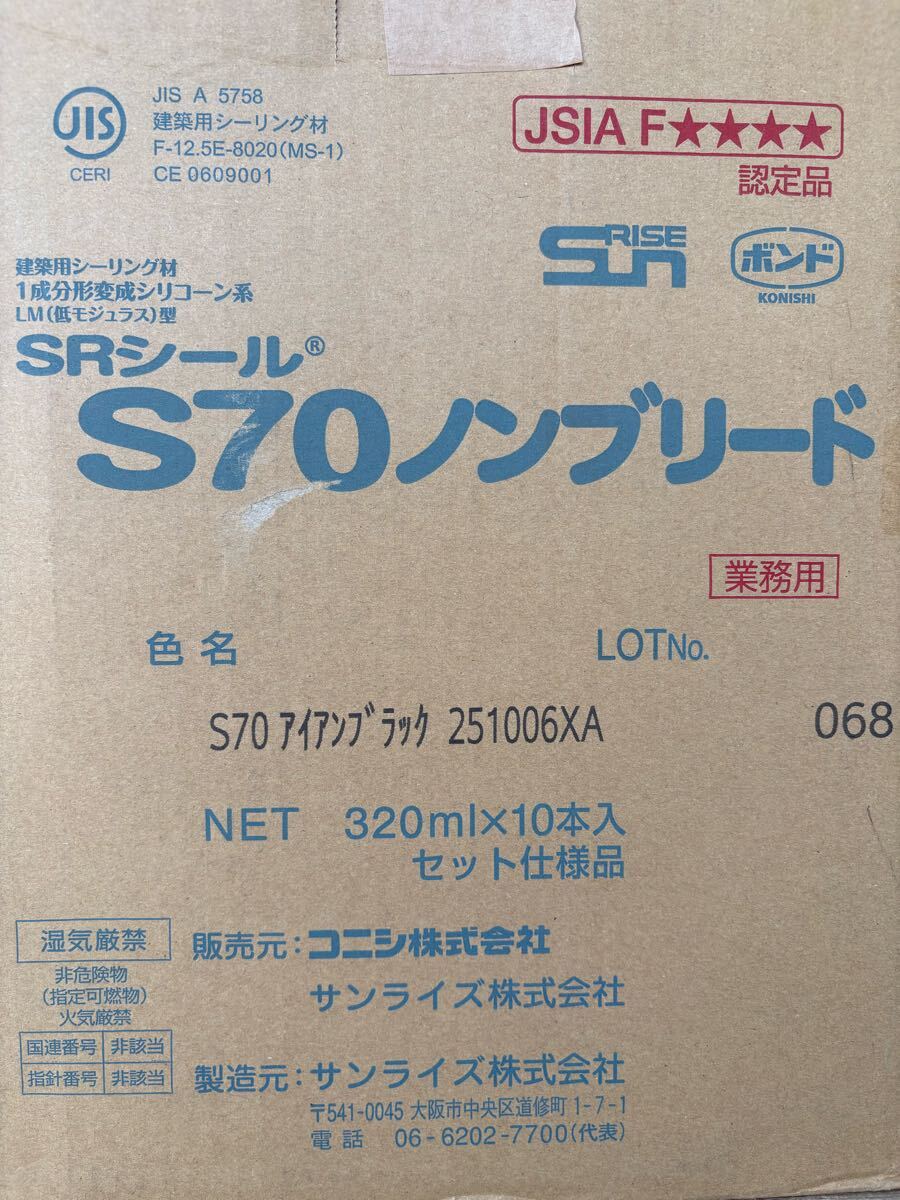 JIS
CERI
JIS A 5758
建築用シーリング材
F-12.5E-8020(MS-1)
CE 0609001
JSIA F★★★★
認定品
SUNRISE
ボンド
KONISHI
建築用シーリング材
1成分形変成シリコーン系
LM(低モジュラス)型
SRシール®
S70ノンブリード
業務用
色名
LOTNo.
S70 ｱｲｱﾝﾌﾞﾗｯｸ 251006XA
068
NET 320ml×10本入
セット仕様品
湿気厳禁
非危険物
(指定可燃物)
火気厳禁
国連番号 非該当
指針番号 非該当
販売元:コニシ株式会社
サンライズ株式会社
製造元:サンライズ株式会社
〒541-0045 大阪市中央区道修町1-7-1
電話 06-6202-7700(代表)